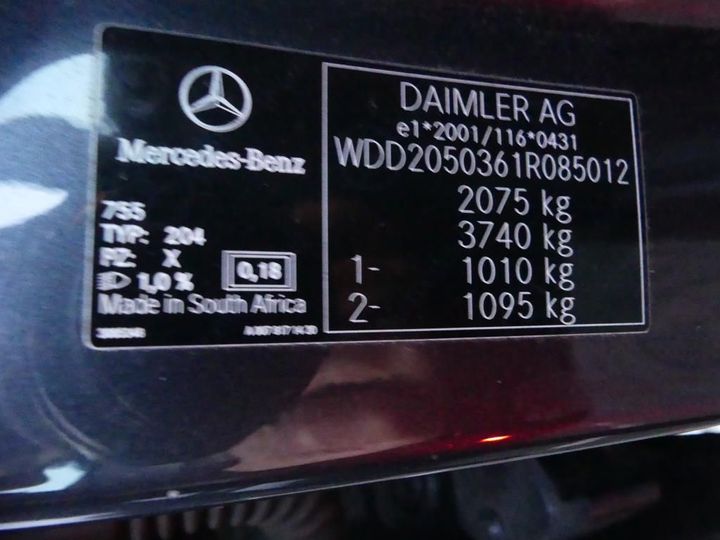 Mercedes-Benz
755
TYP: 204
PZ: X
1,0 %
0,18
Made in South Africa
DAIMLER AG
e1*2001/116*0431
WDD2050361R085012
2075 kg
3740 kg
1- 1010 kg
2- 1095 kg